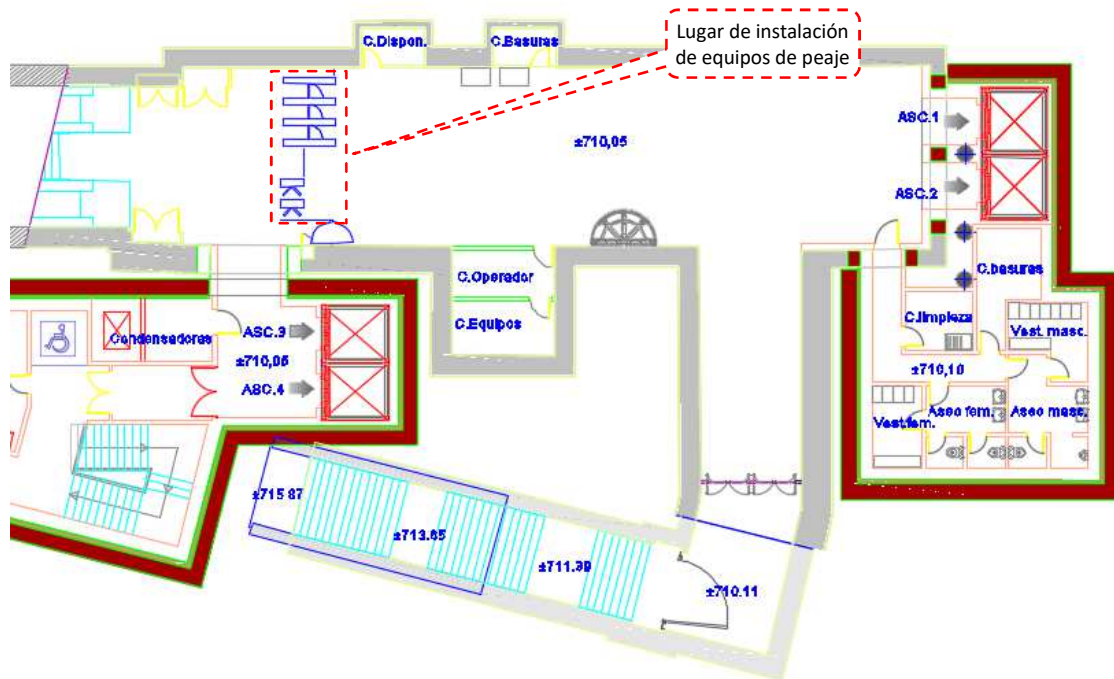 Lugar de instalación
de equipos de peaje
C.Dispon.
C.Basuras
ASC.1
±710,05
ASC.2
C.Operador
C.basuras
C.Equipos
C.limpieza
Vest. masc.
Condensadoras
ASC.3
±710,05
ASC.4
±710,10
Vest.fem.
Aseo fem.
Aseo masc.
±715.87
±713.65
±711.39
±710.11